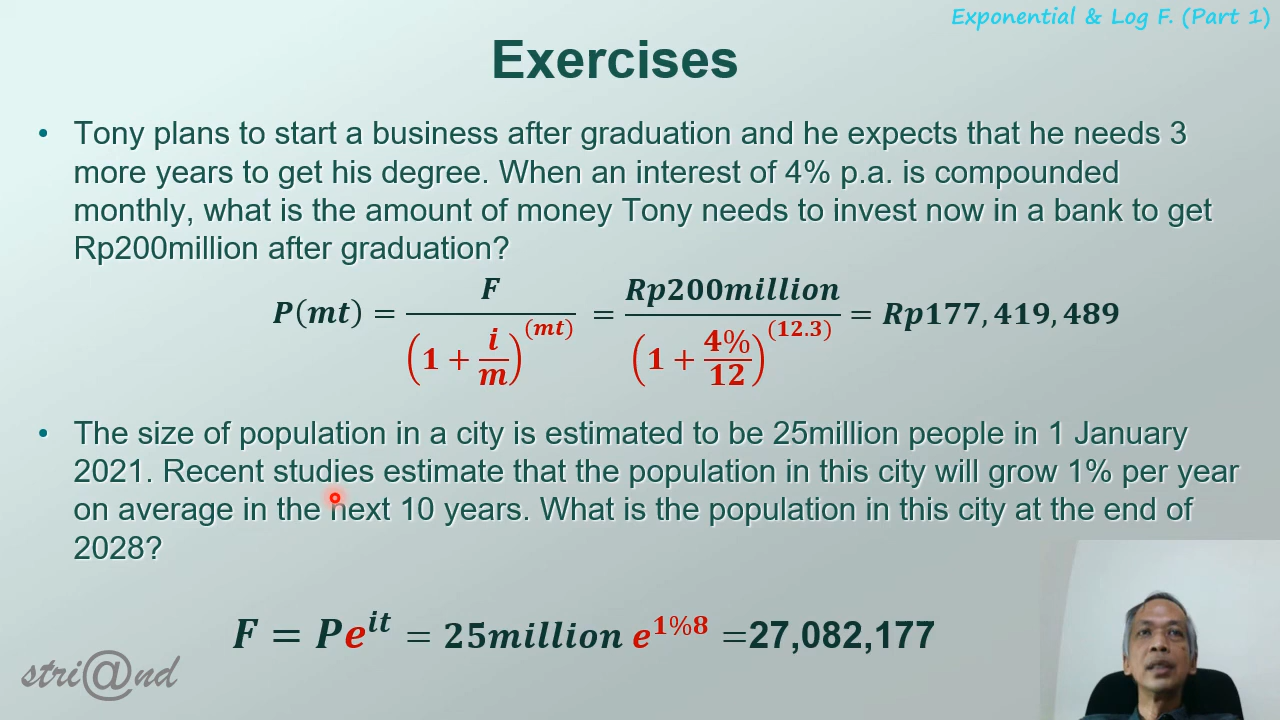 Exponential & Log F. (Part 1)
Exercises
• Tony plans to start a business after graduation and he expects that he needs 3
more years to get his degree. When an interest of 4% p.a. is compounded
monthly, what is the amount of money Tony needs to invest now in a bank to get
Rp200million after graduation?
P(mt) = F / (1 + i/m)^(mt) = Rp200million / (1 + 4%/12)^(12.3) = Rp177,419,489
• The size of population in a city is estimated to be 25million people in 1 January
2021. Recent studies estimate that the population in this city will grow 1% per year
on average in the next 10 years. What is the population in this city at the end of
2028?
F = Pe^it = 25million e^1%8 =27,082,177
stri@nd